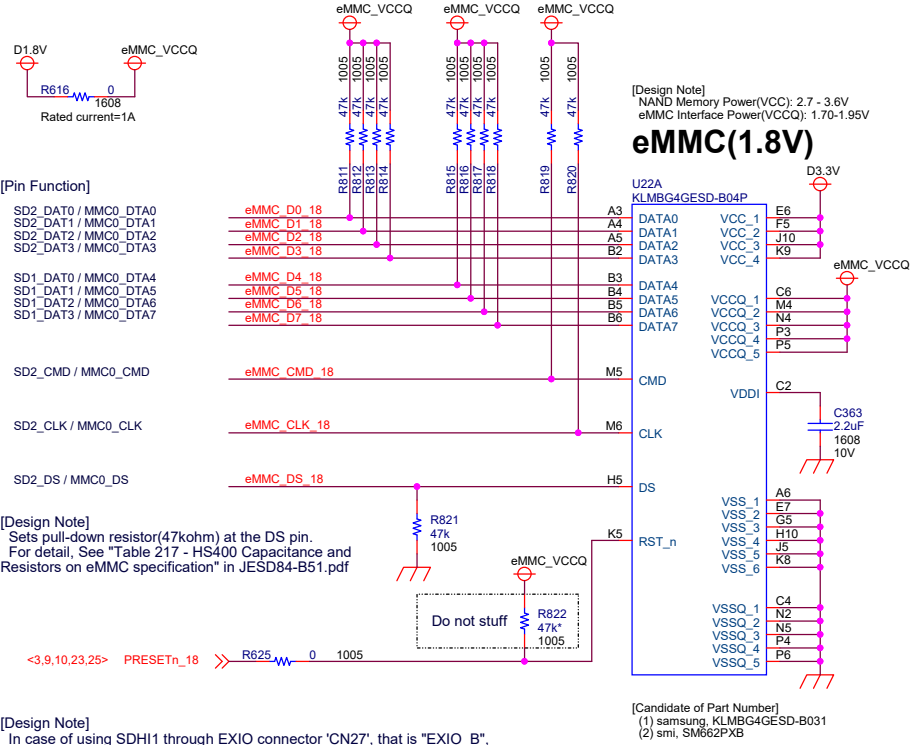 eMMC_VCCQ eMMC_VCCQ eMMC_VCCQ
D1.8V eMMC_VCCQ
R616 0
1608
Rated current=1A
1005 1005 1005 1005 1005 1005 1005 1005 1005 1005
47k 47k 47k 47k 47k 47k 47k 47k 47k 47k
R811 R812 R813 R814 R815 R816 R817 R818 R819 R820
[Design Note]
NAND Memory Power(VCC): 2.7 - 3.6V
eMMC Interface Power(VCCQ): 1.70-1.95V
eMMC(1.8V)
D3.3V
U22A
KLMBG4GESD-B04P
[Pin Function]
SD2_DAT0 / MMC0_DTA0 eMMC_D0_18 A3 DATA0 VCC_1 E6
SD2_DAT1 / MMC0_DTA1 eMMC_D1_18 A4 DATA1 VCC_2 F5
SD2_DAT2 / MMC0_DTA2 eMMC_D2_18 A5 DATA2 VCC_3 J10
SD2_DAT3 / MMC0_DTA3 eMMC_D3_18 B2 DATA3 VCC_4 K9
eMMC_VCCQ
SD1_DAT0 / MMC0_DTA4 eMMC_D4_18 B3 DATA4
SD1_DAT1 / MMC0_DTA5 eMMC_D5_18 B4 DATA5 VCCQ_1 C6
SD1_DAT2 / MMC0_DTA6 eMMC_D6_18 B5 DATA6 VCCQ_2 M4
SD1_DAT3 / MMC0_DTA7 eMMC_D7_18 B6 DATA7 VCCQ_3 N4
VCCQ_4 P3
VCCQ_5 P5
SD2_CMD / MMC0_CMD eMMC_CMD_18 M5 CMD
VDDI C2
C363
2.2uF
1608
10V
SD2_CLK / MMC0_CLK eMMC_CLK_18 M6 CLK
SD2_DS / MMC0_DS eMMC_DS_18 H5 DS
VSS_1 A6
VSS_2 E7
VSS_3 G5
VSS_4 H10
VSS_5 J5
VSS_6 K8
R821
47k
1005
[Design Note]
Sets pull-down resistor(47kohm) at the DS pin.
For detail, See "Table 217 - HS400 Capacitance and
Resistors on eMMC specification" in JESD84-B51.pdf
K5 RST_n
eMMC_VCCQ
Do not stuff R822
47k*
1005
VSSQ_1 C4
VSSQ_2 N2
VSSQ_3 N5
VSSQ_4 P4
VSSQ_5 P6
<3,9,10,23,25> PRESETn_18 R625 0 1005
[Candidate of Part Number]
(1) samsung, KLMBG4GESD-B031
(2) smi, SM662PXB
[Design Note]
In case of using SDHI1 through EXIO connector 'CN27', that is "EXIO_B",